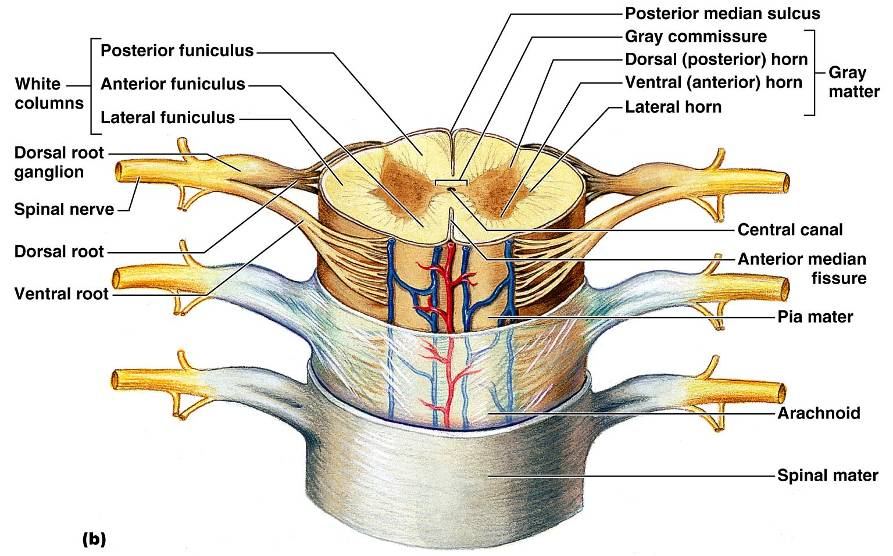 Posterior median sulcus
Gray commissure
Dorsal (posterior) horn
Ventral (anterior) horn
Lateral horn
Gray
matter
White
columns
Posterior funiculus
Anterior funiculus
Lateral funiculus
Dorsal root
ganglion
Spinal nerve
Dorsal root
Ventral root
Central canal
Anterior median
fissure
Pia mater
Arachnoid
Spinal mater
(b)